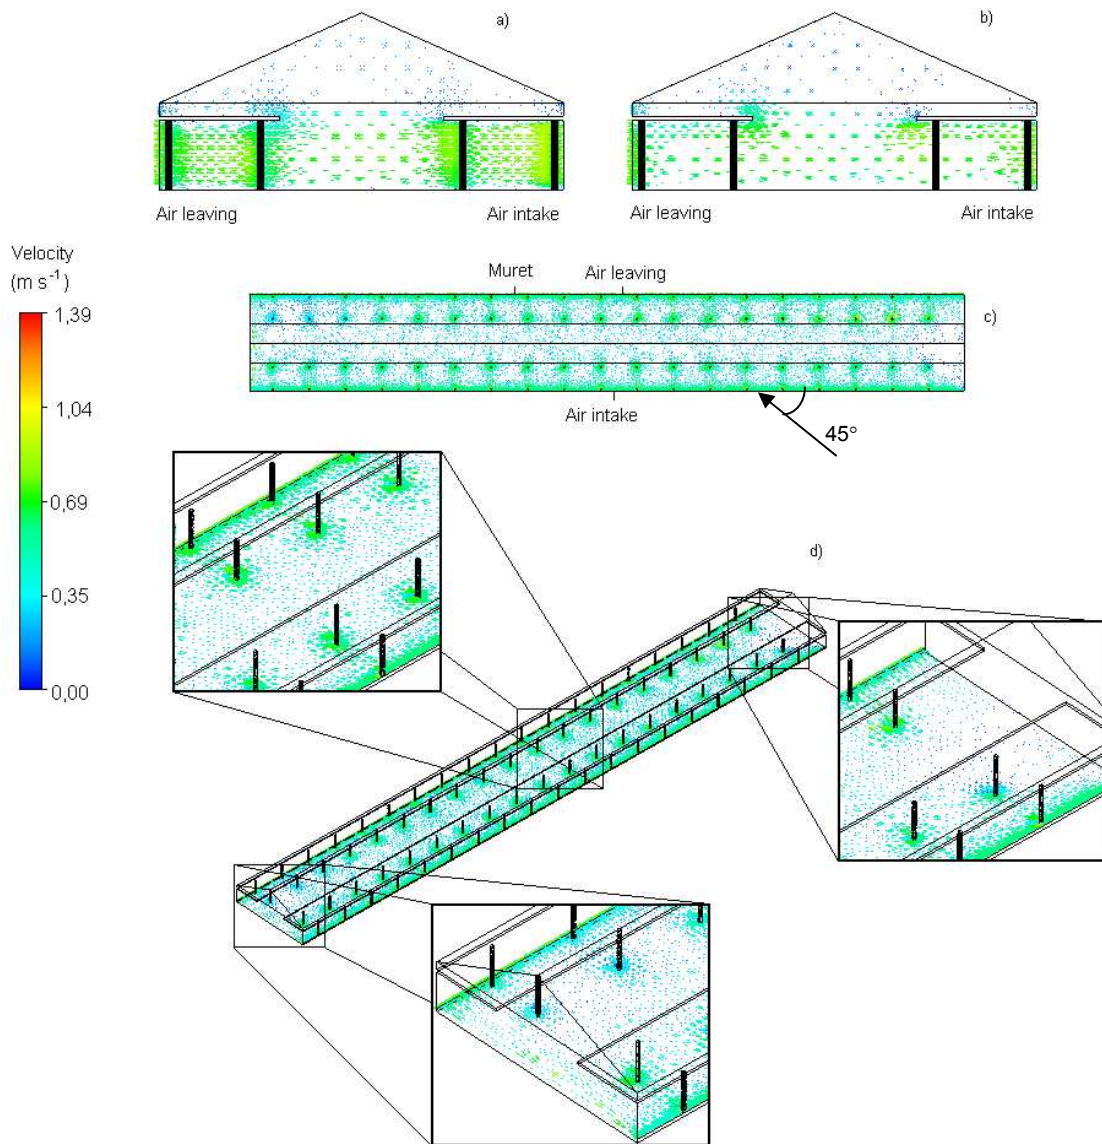 a)
b)
Air leaving
Air intake
Air leaving
Air intake
Velocity
(m s⁻¹)
1,39
1,04
0,69
0,35
0,00
Muret
Air leaving
c)
Air intake
45°
d)